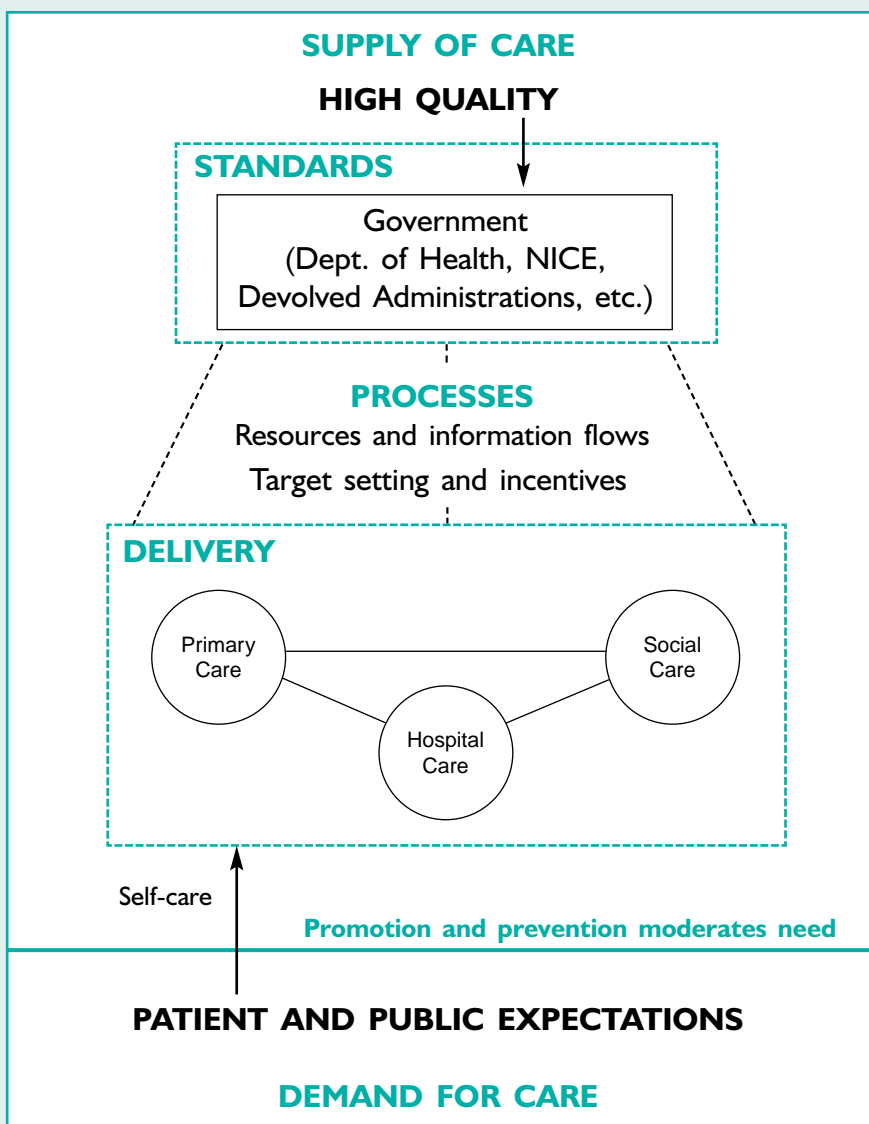 SUPPLY OF CARE
HIGH QUALITY
STANDARDS
Government
(Dept. of Health, NICE,
Devolved Administrations, etc.)
PROCESSES
Resources and information flows
Target setting and incentives
DELIVERY
Primary
Care
Social
Care
Hospital
Care
Self-care
Promotion and prevention moderates need
PATIENT AND PUBLIC EXPECTATIONS
DEMAND FOR CARE